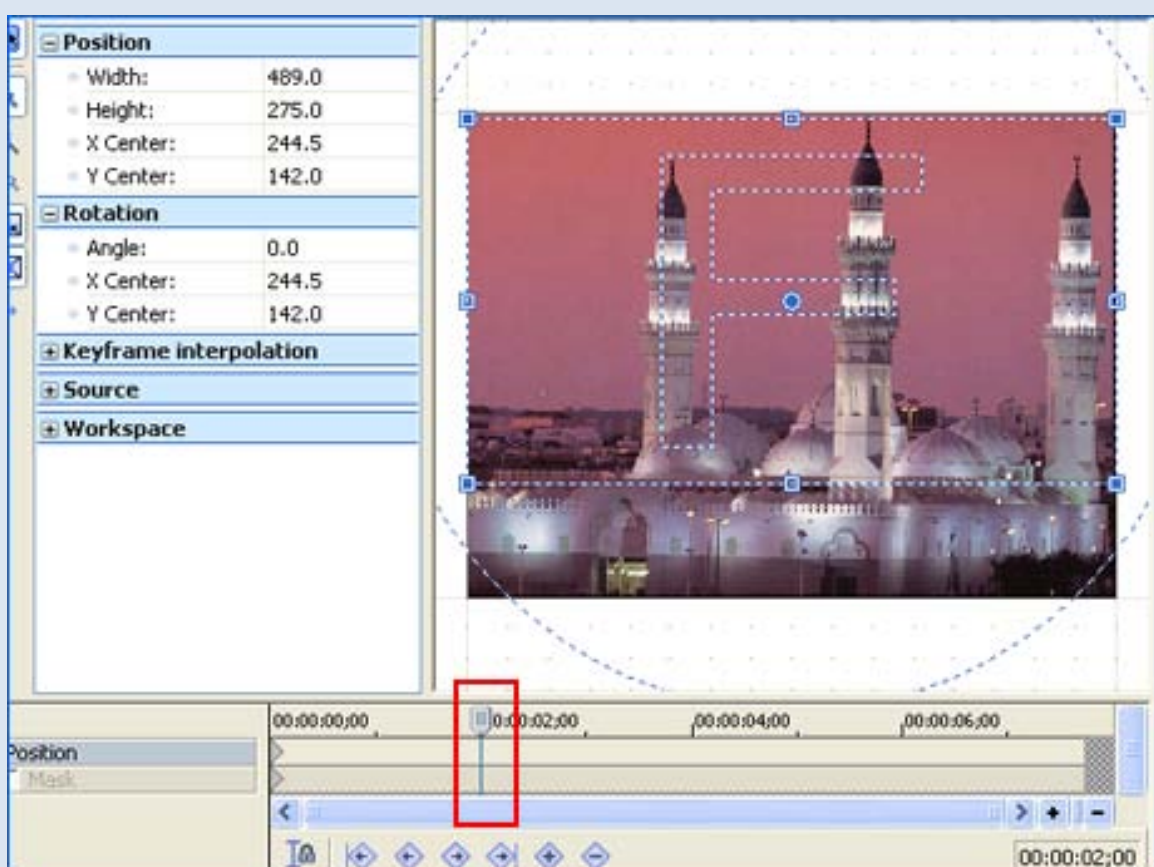 Position
Width: 489.0
Height: 275.0
X Center: 244.5
Y Center: 142.0
Rotation
Angle: 0.0
X Center: 244.5
Y Center: 142.0
Keyframe interpolation
Source
Workspace
00:00:00;00 00:00:02;00 00:00:04;00 00:00:06;00
Position
Mask
00:00:02;00